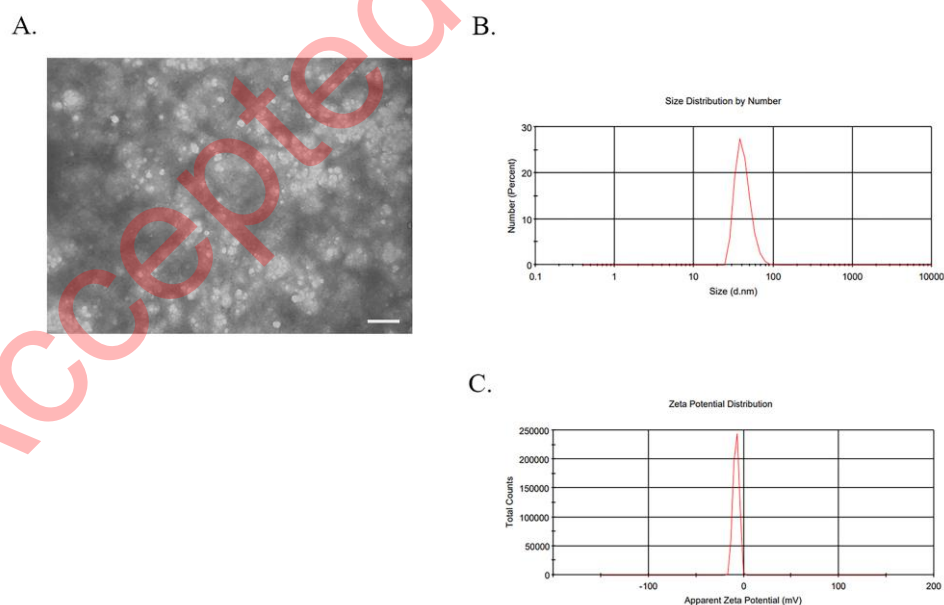 A.
B.
Size Distribution by Number
30
20
10
0
Number (Percent)
0.1 1 10 100 1000 10000
Size (d.nm)
C.
Zeta Potential Distribution
250000
200000
150000
100000
50000
0
Total Counts
-100 0 100 200
Apparent Zeta Potential (mV)
Accepted